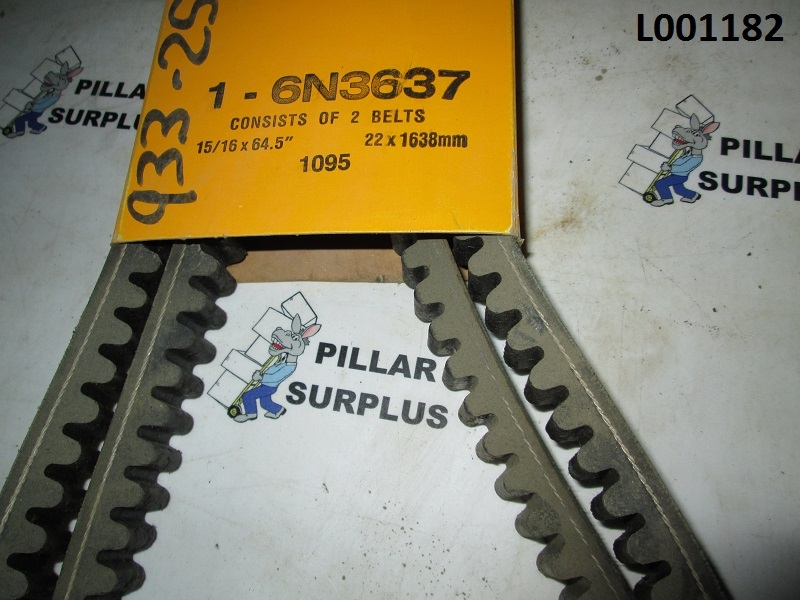 L001182
933-25
1 - 6N3637
CONSISTS OF 2 BELTS
15/16 x 64.5" 22 x 1638mm
1095
PILLAR
SURPLU
PILLAR
SURPLUS
PILLAR
SURPLUS